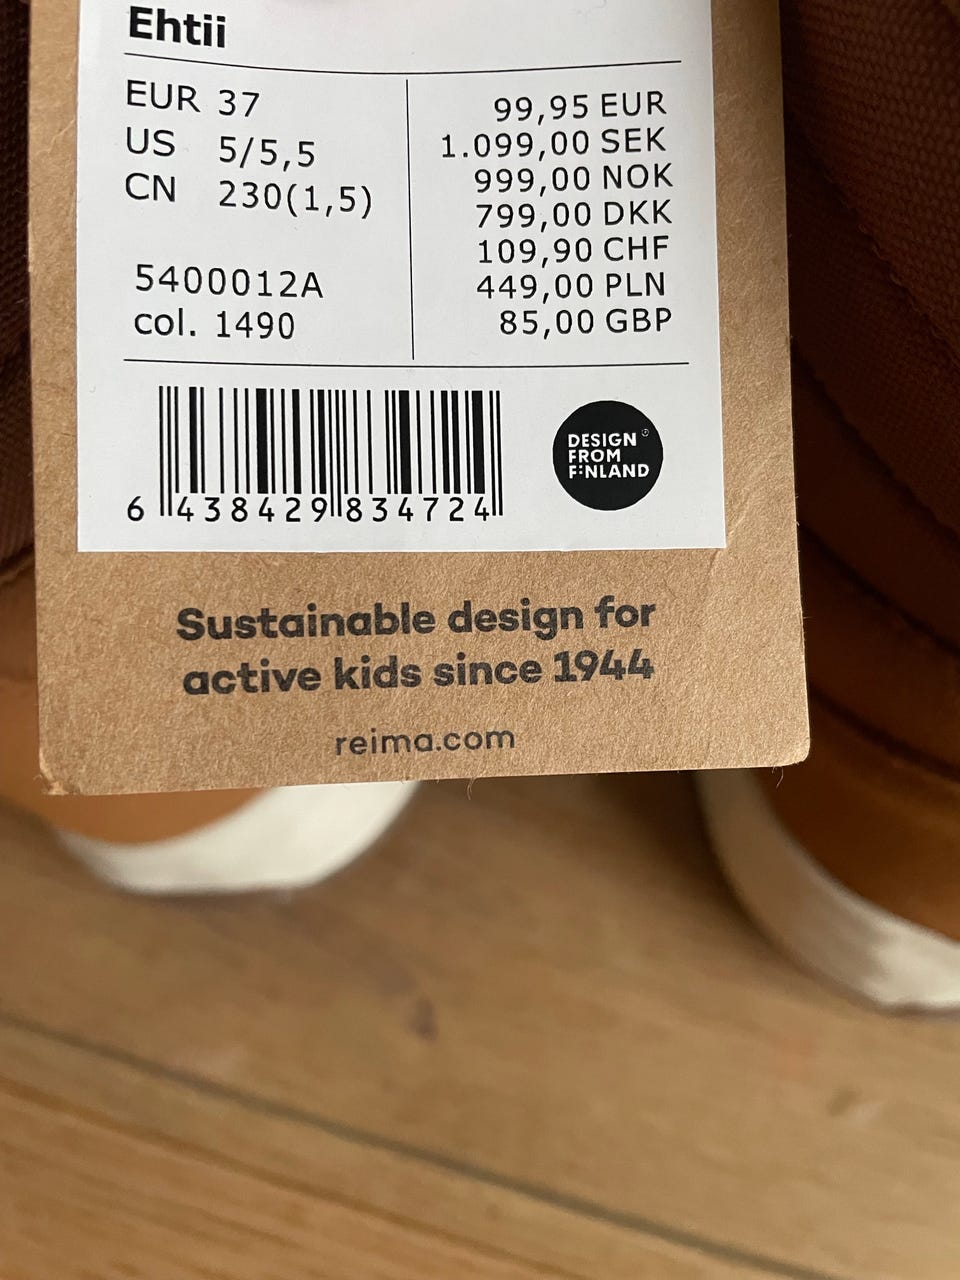 Ehtii
EUR 37
US 5/5,5
CN 230(1,5)
5400012A
col. 1490
99,95 EUR
1.099,00 SEK
999,00 NOK
799,00 DKK
109,90 CHF
449,00 PLN
85,00 GBP
6 438429 834724
DESIGN
FROM
FINLAND
Sustainable design for
active kids since 1944
reima.com